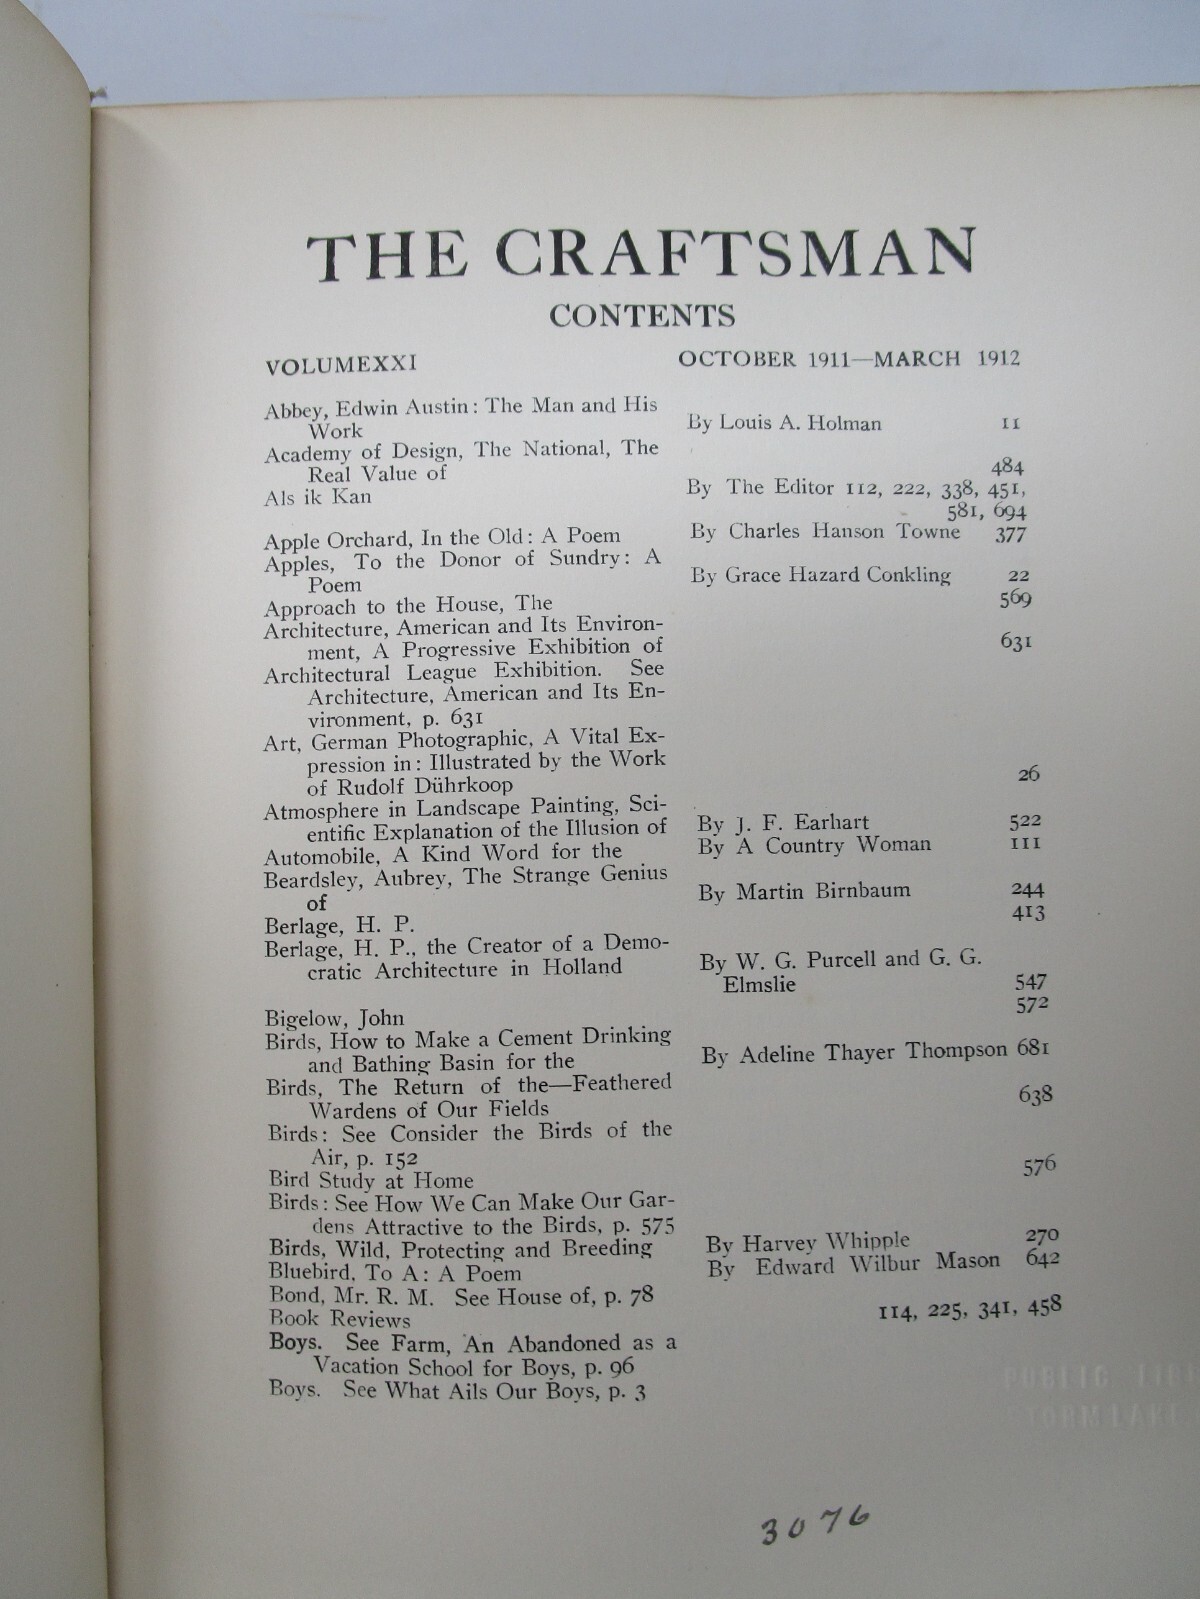 THE CRAFTSMAN
CONTENTS
VOLUMEXXI OCTOBER 1911—MARCH 1912
Abbey, Edwin Austin: The Man and His
Work By Louis A. Holman 11
Academy of Design, The National, The
Real Value of 484
Als ik Kan By The Editor 112, 222, 338, 451,
581, 694
Apple Orchard, In the Old: A Poem By Charles Hanson Towne 377
Apples, To the Donor of Sundry: A
Poem By Grace Hazard Conkling 22
Approach to the House, The 569
Architecture, American and Its Environ-
ment, A Progressive Exhibition of 631
Architectural League Exhibition. See
Architecture, American and Its En-
vironment, p. 631
Art, German Photographic, A Vital Ex-
pression in: Illustrated by the Work
of Rudolf Dührkoop 26
Atmosphere in Landscape Painting, Sci-
entific Explanation of the Illusion of By J. F. Earhart 522
Automobile, A Kind Word for the By A Country Woman 111
Beardsley, Aubrey, The Strange Genius
of By Martin Birnbaum 244
Berlage, H. P. 413
Berlage, H. P., the Creator of a Demo-
cratic Architecture in Holland By W. G. Purcell and G. G.
Elmslie 547
Bigelow, John 572
Birds, How to Make a Cement Drinking
and Bathing Basin for the By Adeline Thayer Thompson 681
Birds, The Return of the—Feathered
Wardens of Our Fields 638
Birds: See Consider the Birds of the
Air, p. 152
Bird Study at Home 576
Birds: See How We Can Make Our Gar-
dens Attractive to the Birds, p. 575
Birds, Wild, Protecting and Breeding By Harvey Whipple 270
Bluebird, To A: A Poem By Edward Wilbur Mason 642
Bond, Mr. R. M. See House of, p. 78
Book Reviews 114, 225, 341, 458
Boys. See Farm, An Abandoned as a
Vacation School for Boys, p. 96
Boys. See What Ails Our Boys, p. 3
PUBLIC
LAKE
3076